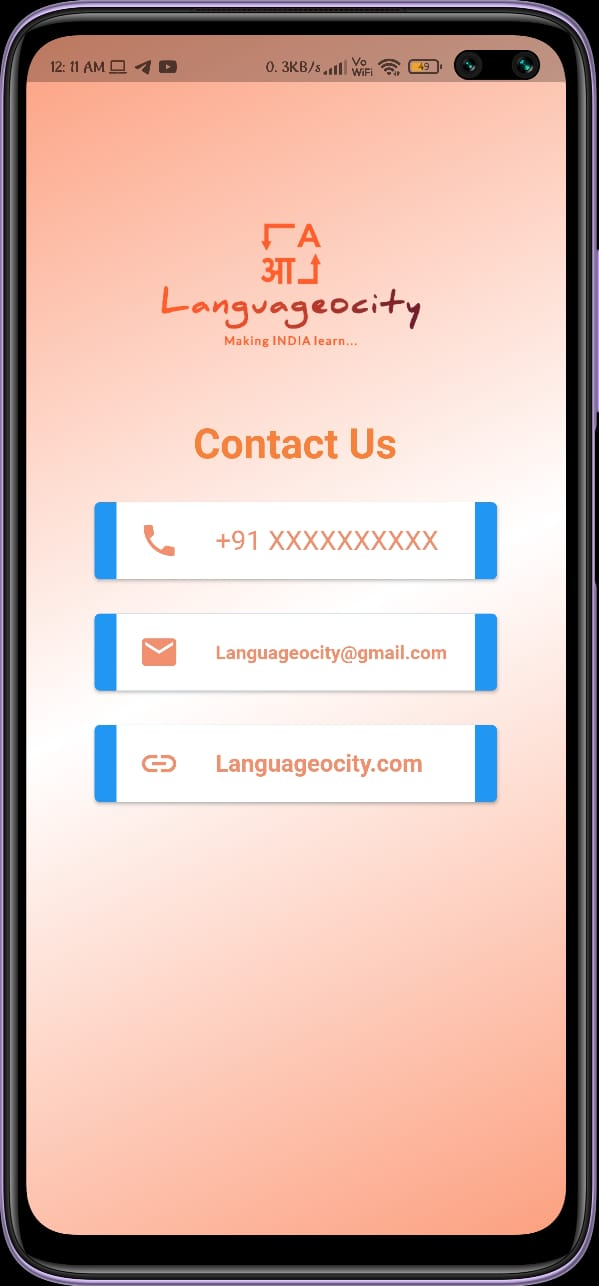 12:11 AM 0.3KB/s Vo WiFi 49
A
आ
Languageocity
Making INDIA learn...
Contact Us
+91 XXXXXXXXXX
Languageocity@gmail.com
Languageocity.com